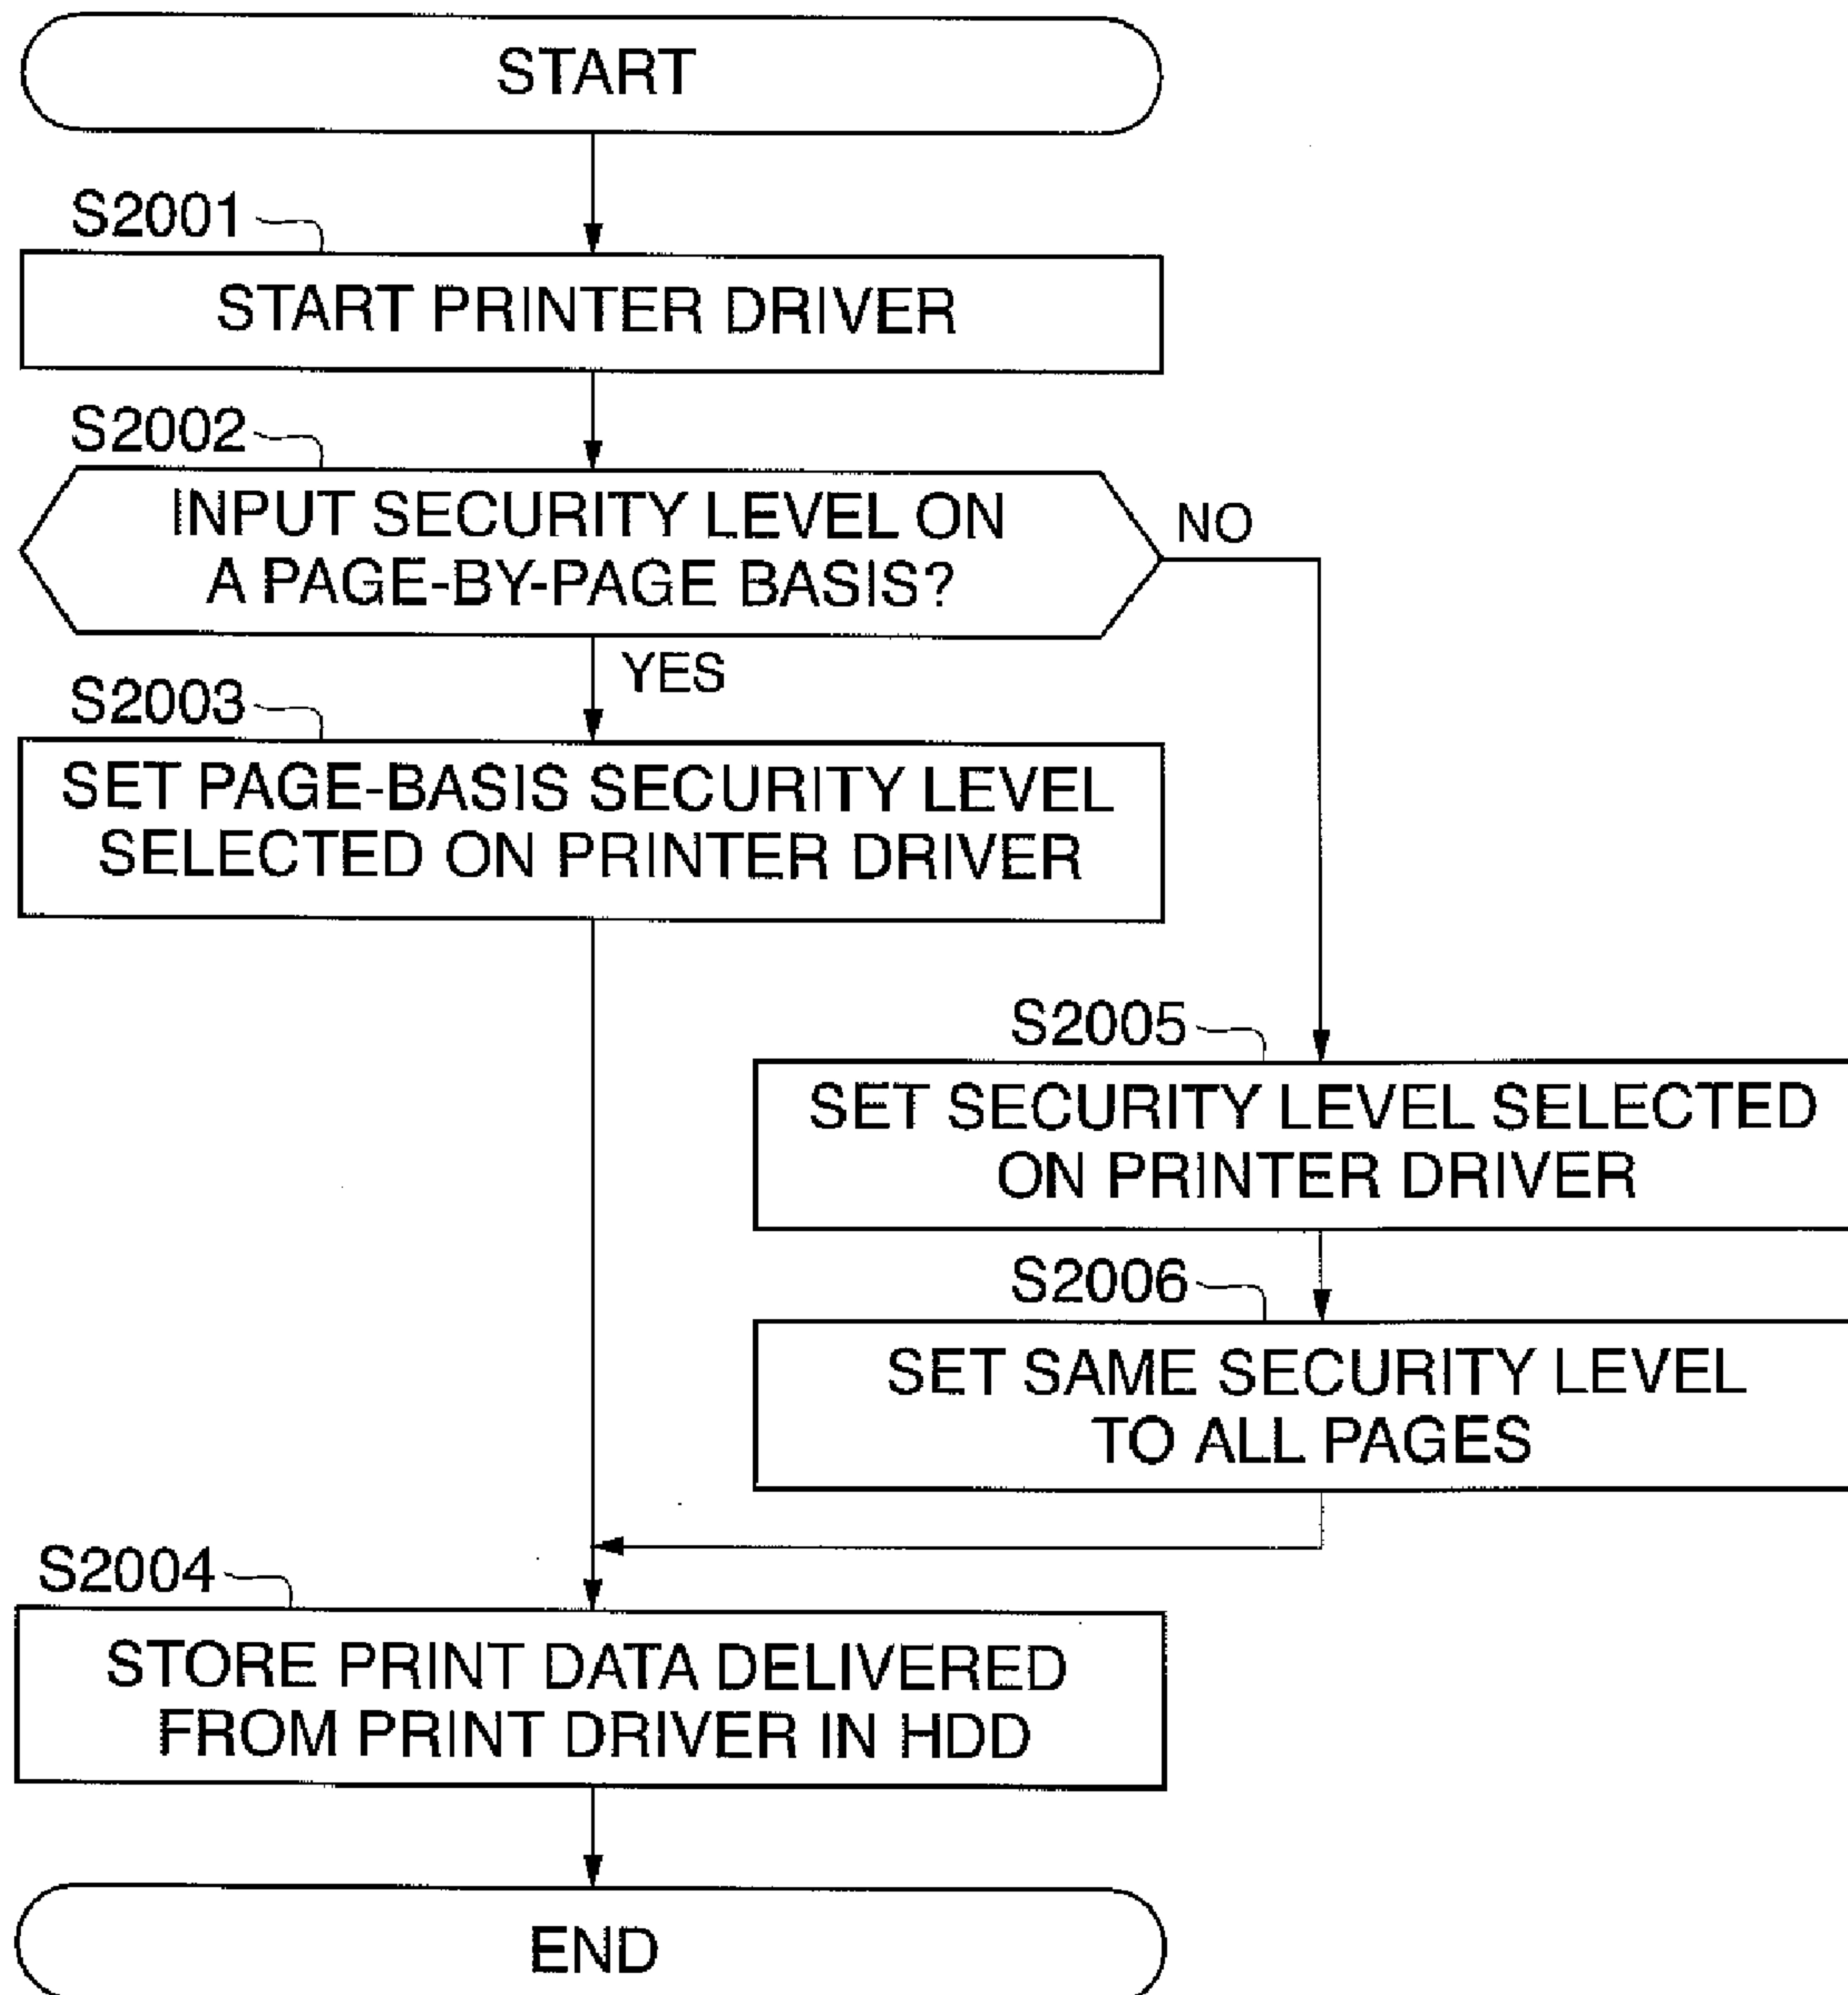 START
S2001
START PRINTER DRIVER
S2002
INPUT SECURITY LEVEL ON
A PAGE-BY-PAGE BASIS?
NO
YES
S2003
SET PAGE-BASIS SECURITY LEVEL
SELECTED ON PRINTER DRIVER
S2005
SET SECURITY LEVEL SELECTED
ON PRINTER DRIVER
S2006
SET SAME SECURITY LEVEL
TO ALL PAGES
S2004
STORE PRINT DATA DELIVERED
FROM PRINT DRIVER IN HDD
END